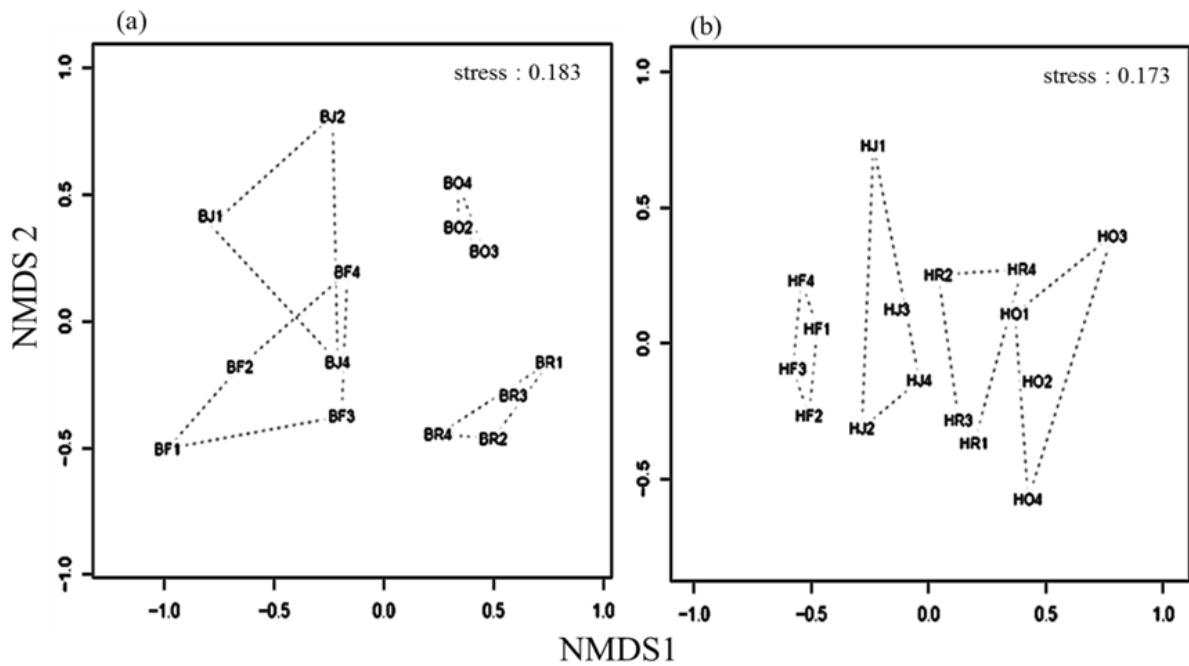 (a)
stress : 0.183
NMDS 2
1.0
0.5
0.0
-0.5
-1.0
BJ2
BJ1
BO4
BO2
BO3
BF4
BF2
BJ4
BR1
BR3
BF3
BR4
BR2
BF1
-1.0 -0.5 0.0 0.5 1.0
(b)
stress : 0.173
1.0
0.5
0.0
-0.5
HJ1
HO3
HR2
HR4
HF4
HJ3
HO1
HF1
HF3
HJ4
HO2
HF2
HJ2
HR3
HR1
HO4
-1.0 -0.5 0.0 0.5 1.0
NMDS1